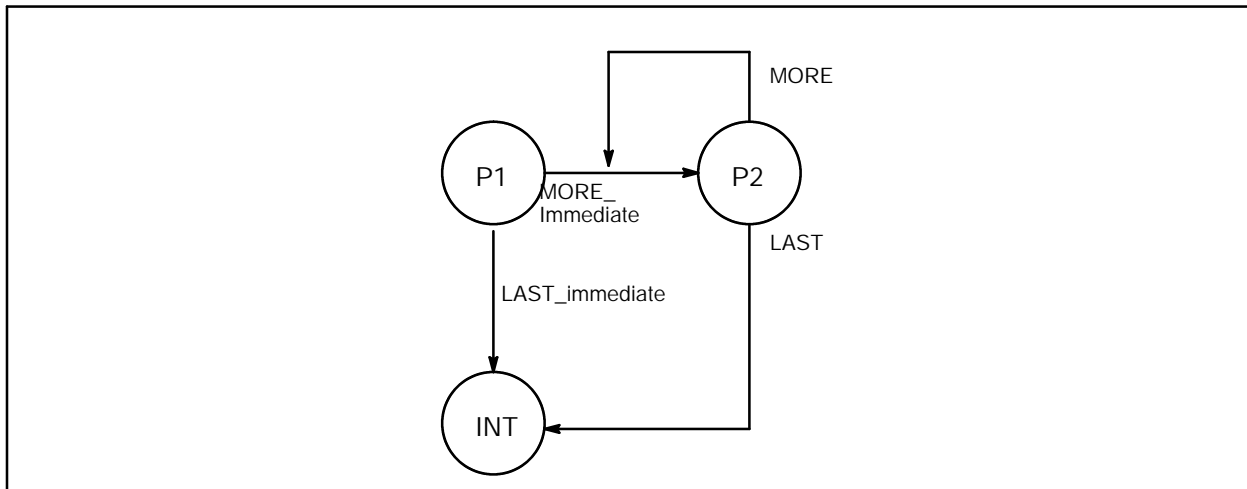 MORE
P1
P2
MORE_
Immediate
LAST
LAST_immediate
INT